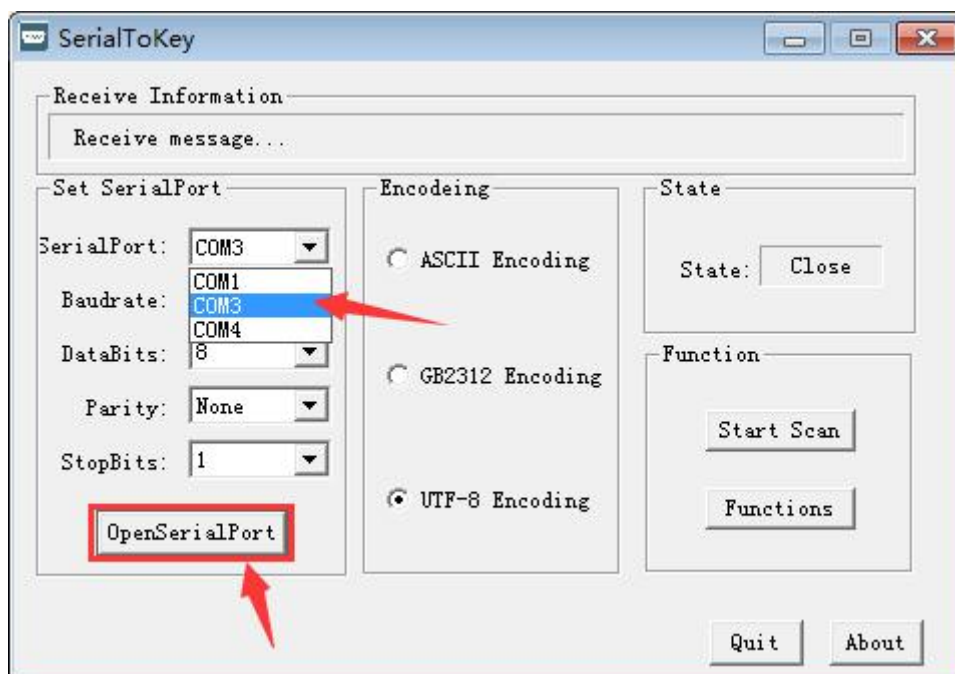 SerialToKey
Receive Information
Receive message...
Set SerialPort
SerialPort: COM3
COM1
COM3
COM4
Baudrate:
DataBits: 8
Parity: None
StopBits: 1
OpenSerialPort
Encodeing
ASCII Encoding
GB2312 Encoding
UTF-8 Encoding
State
State: Close
Function
Start Scan
Functions
Quit
About